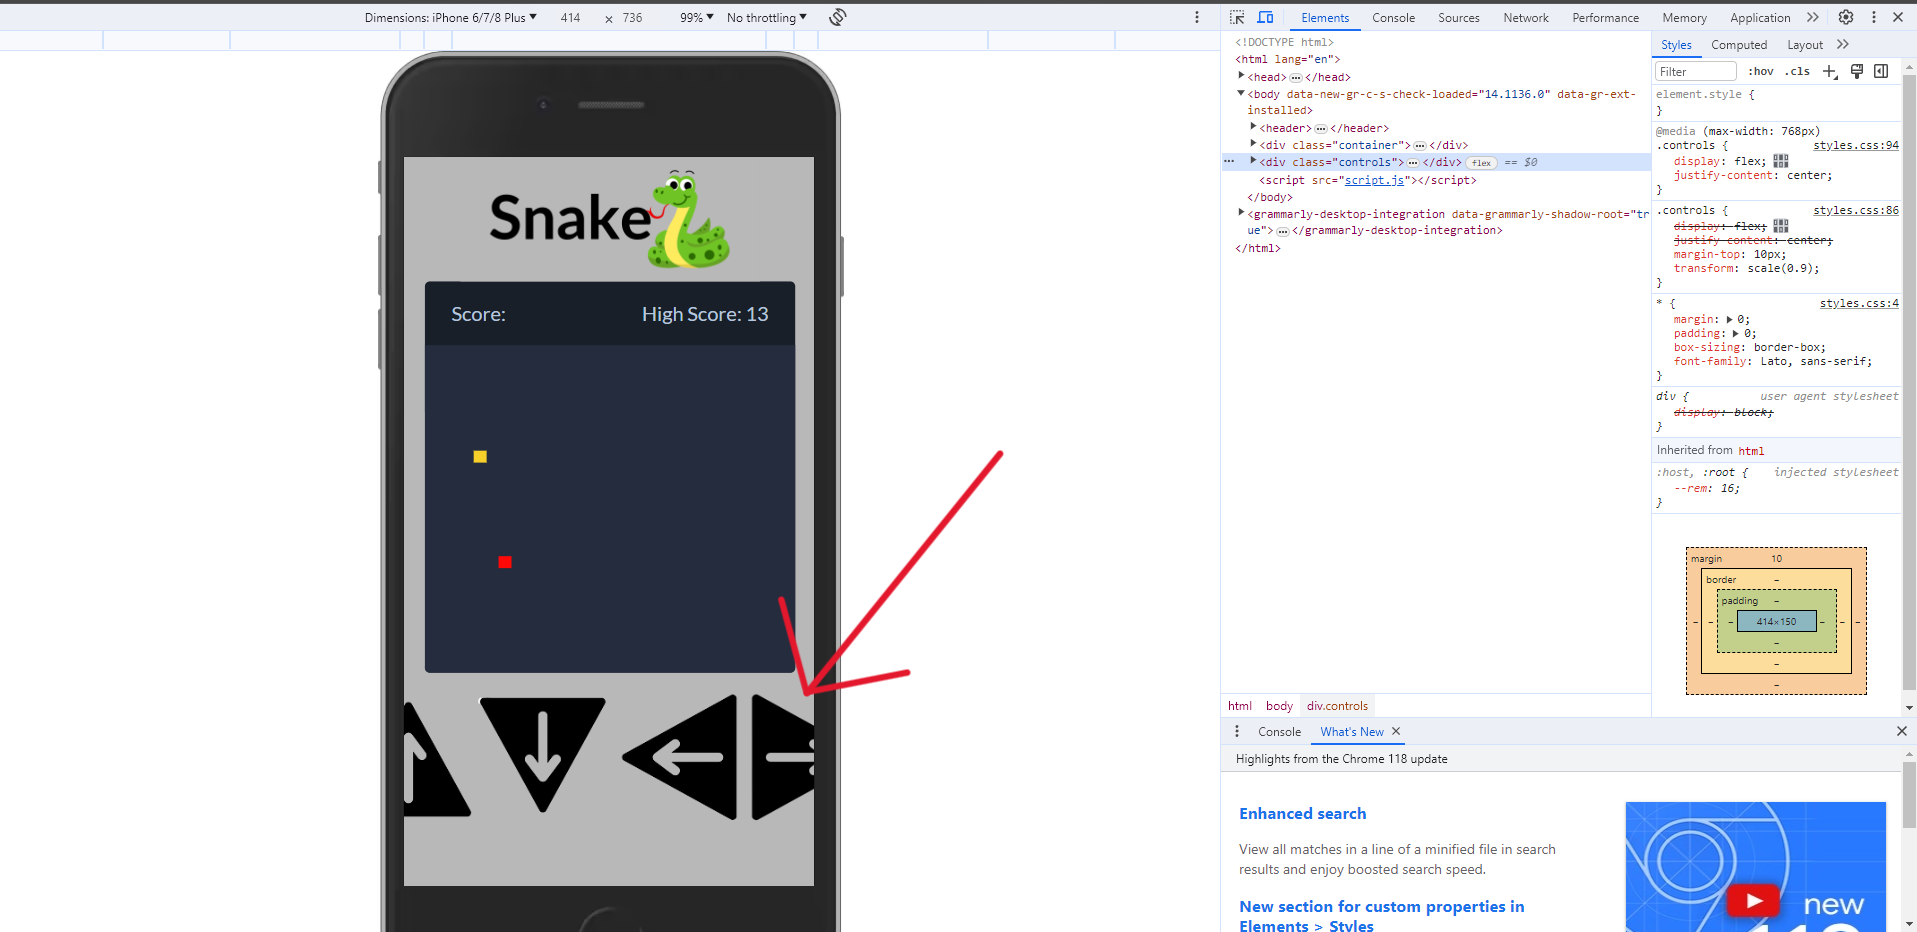 Dimensions: iPhone 6/7/8 Plus 414 × 736 99% No throttling
Elements Console Sources Network Performance Memory Application
<!DOCTYPE html>
<html lang="en">
<head> </head>
<body data-new-gr-c-s-check-loaded="14.1136.0" data-gr-ext-
installed>
<header> </header>
<div class="container"> </div>
<div class="controls"> </div> flex == $0
<script src="script.js"></script>
</body>
<grammarly-desktop-integration data-grammarly-shadow-root="tr
ue"> </grammarly-desktop-integration>
</html>
html body div.controls
Styles Computed Layout
Filter :hov .cls
element.style {
}
@media (max-width: 768px)
.controls { styles.css:94
display: flex;
justify-content: center;
}
.controls { styles.css:86
display: flex;
justify-content: center;
margin-top: 10px;
transform: scale(0.9);
}
* { styles.css:4
margin: 0;
padding: 0;
box-sizing: border-box;
font-family: Lato, sans-serif;
}
div { user agent stylesheet
display: block;
}
Inherited from html
:host, :root { injected stylesheet
--rem: 16;
}
margin 10
border –
padding –
– – – 414×150 – – –
–
–
–
Snake
Score: High Score: 13
Console What's New
Highlights from the Chrome 118 update
Enhanced search
View all matches in a line of a minified file in search
results and enjoy boosted search speed.
New section for custom properties in
Elements > Styles
new